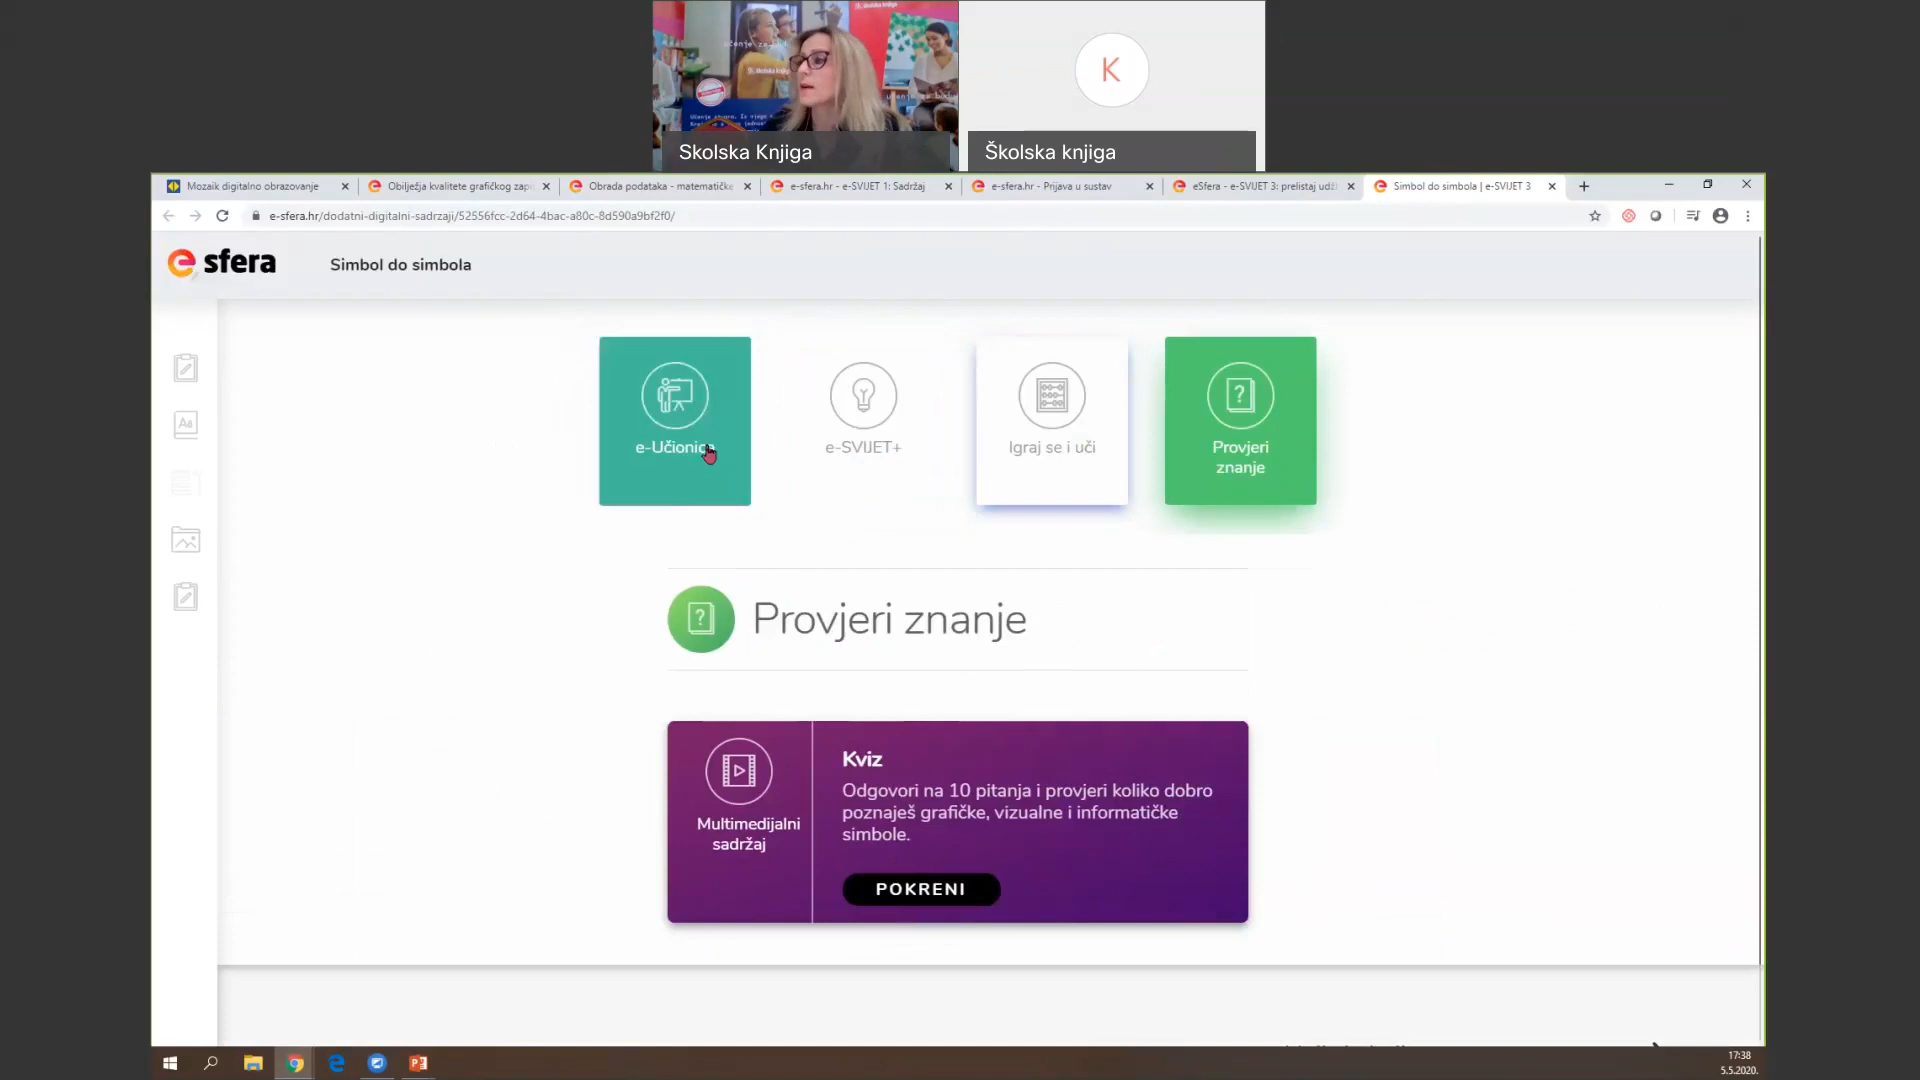 Skolska Knjiga
K
Školska knjiga
Mozaik digitalno obrazovanje
Obilježja kvalitete grafičkog zapi
Obrada podataka - matematičke
e-sfera.hr - e-SVIJET 1: Sadržaj
e-sfera.hr - Prijava u sustav
eSfera - e-SVIJET 3: prelistaj udž
Simbol do simbola | e-SVIJET 3
e-sfera.hr/dodatni-digitalni-sadrzaji/52556fcc-2d64-4bac-a80c-8d590a9bf2f0/
e sfera
Simbol do simbola
e-Učionica
e-SVIJET+
Igraj se i uči
Provjeri
znanje
Aa
Provjeri znanje
Multimedijalni
sadržaj
Kviz
Odgovori na 10 pitanja i provjeri koliko dobro
poznaješ grafičke, vizualne i informatičke
simbole.
POKRENI
17:38
5.5.2020.